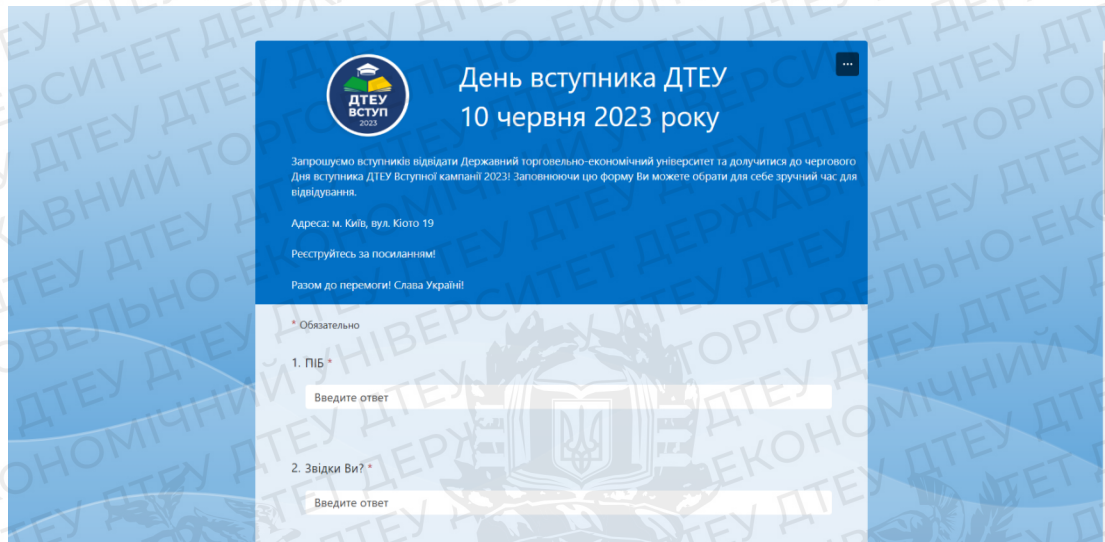 ДТЕУ
ВСТУП
2023
День вступника ДТЕУ
10 червня 2023 року
...
Запрошуємо вступників відвідати Державний торговельно-економічний університет та долучитися до чергового
Дня вступника ДТЕУ Вступної кампанії 2023! Заповнюючи цю форму Ви можете обрати для себе зручний час для
відвідування.
Адреса: м. Київ, вул. Кіото 19
Реєструйтесь за посиланням!
Разом до перемоги! Слава Україні!
* Обязательно
1. ПІБ *
Введите ответ
2. Звідки Ви? *
Введите ответ